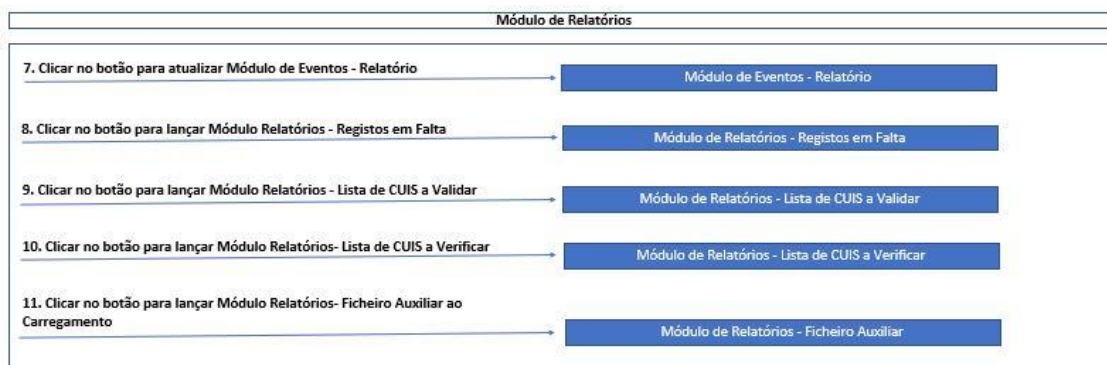 Módulo de Relatórios
7. Clicar no botão para atualizar Módulo de Eventos - Relatório
Módulo de Eventos - Relatório
8. Clicar no botão para lançar Módulo Relatórios - Registos em Falta
Módulo de Relatórios - Registos em Falta
9. Clicar no botão para lançar Módulo Relatórios - Lista de CUIS a Validar
Módulo de Relatórios - Lista de CUIS a Validar
10. Clicar no botão para lançar Módulo Relatórios- Lista de CUIS a Verificar
Módulo de Relatórios - Lista de CUIS a Verificar
11. Clicar no botão para lançar Módulo Relatórios- Ficheiro Auxiliar ao
Carregamento
Módulo de Relatórios - Ficheiro Auxiliar